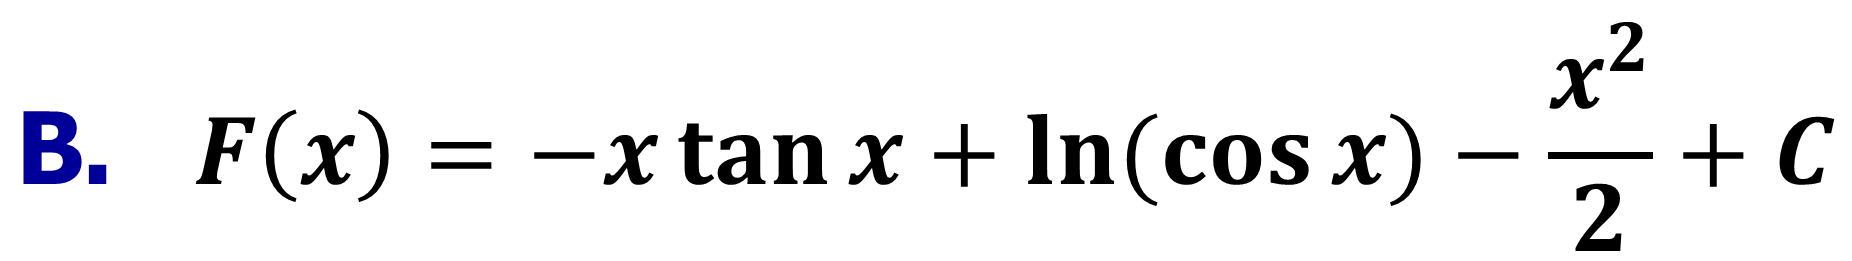 B. F(x) = −x tan x + ln(cos x) − x²/2 + C